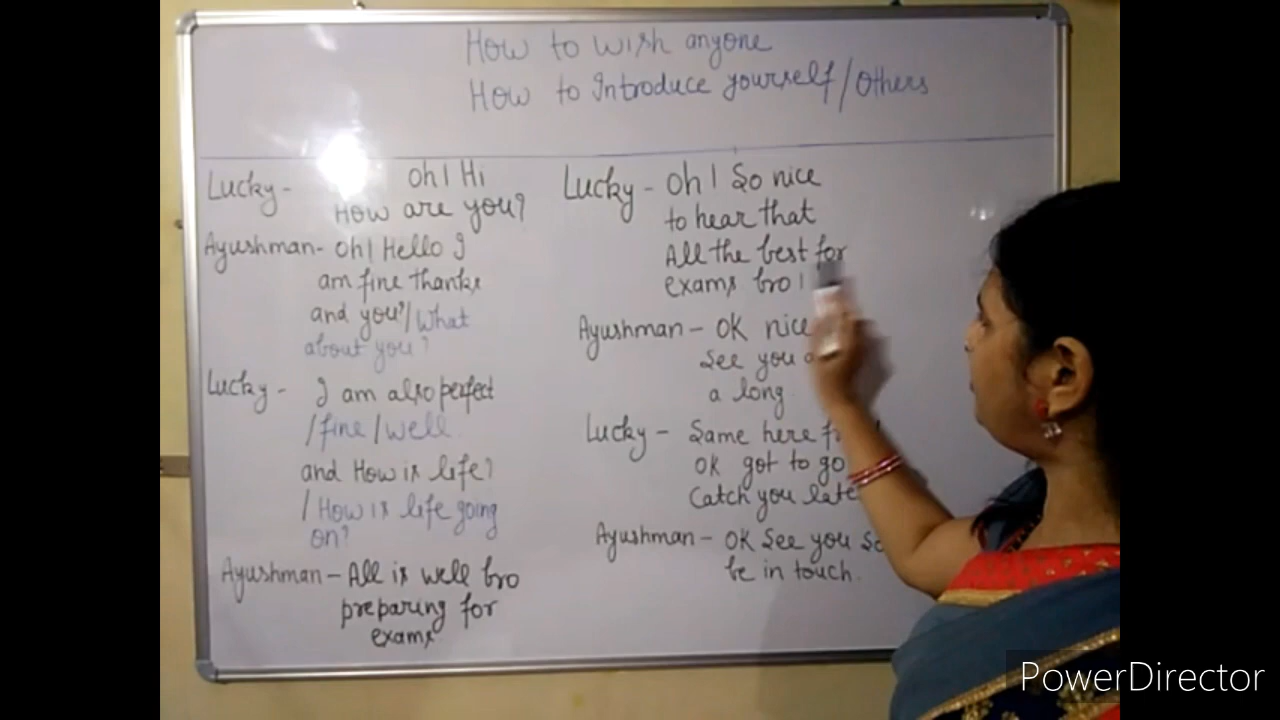 How to wish anyone
How to Introduce yourself/Others
Lucky - oh! Hi
How are you?
Ayushman- oh! Hello I
am fine thanks
and you?/What
about you?
Lucky - I am also perfect
/fine/well
and How is life?
/How is life going
on?
Ayushman - All is well bro
preparing for
exams
Lucky - oh! So nice
to hear that
All the best for
exams bro!
Ayushman - OK nice
See you
a long
Lucky - Same here
OK got to go
Catch you late
Ayushman - OK See you
be in touch.
PowerDirector